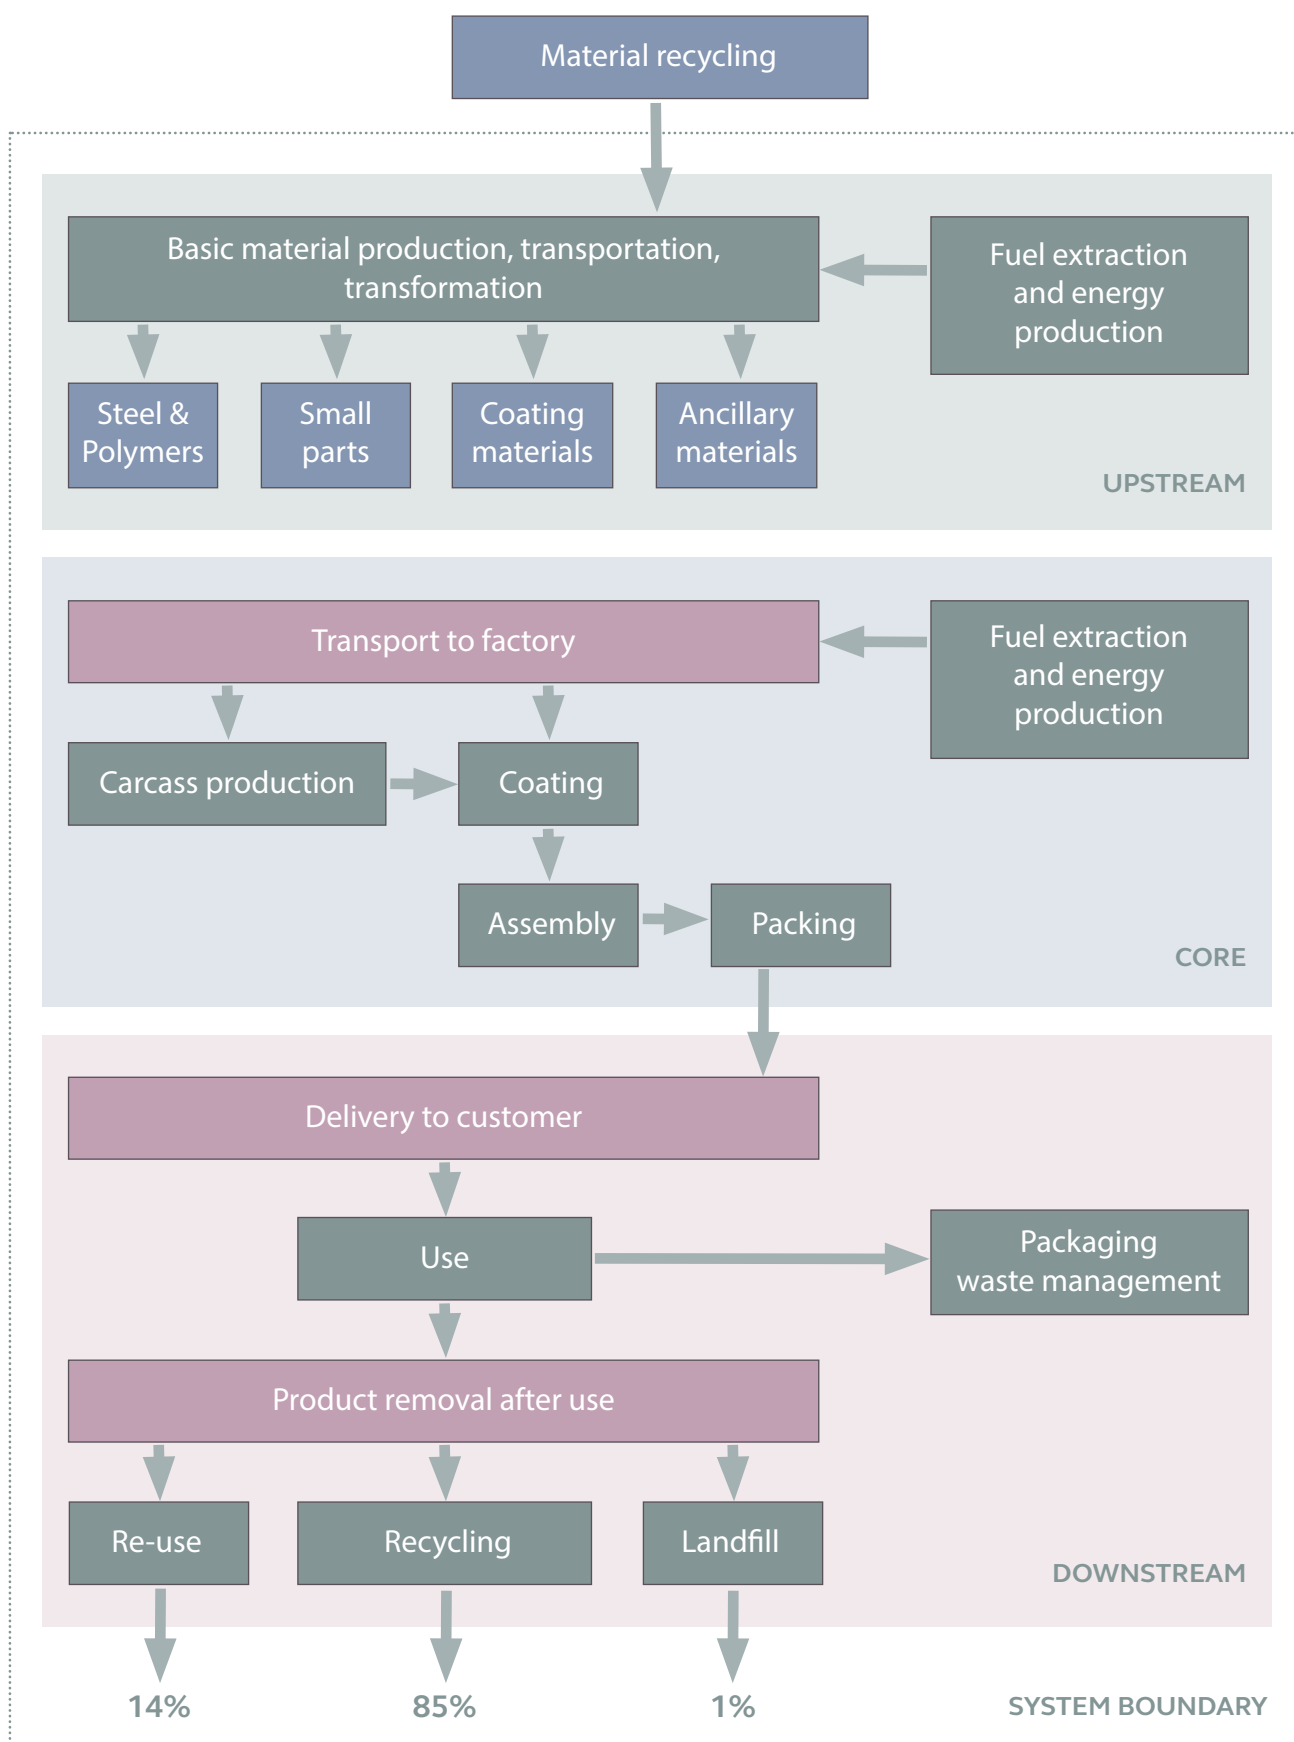 Material recycling
Basic material production, transportation,
transformation
Fuel extraction
and energy
production
Steel &
Polymers
Small
parts
Coating
materials
Ancillary
materials
UPSTREAM
Transport to factory
Fuel extraction
and energy
production
Carcass production
Coating
Assembly
Packing
CORE
Delivery to customer
Use
Packaging
waste management
Product removal after use
Re-use
Recycling
Landfill
DOWNSTREAM
14%
85%
1%
SYSTEM BOUNDARY